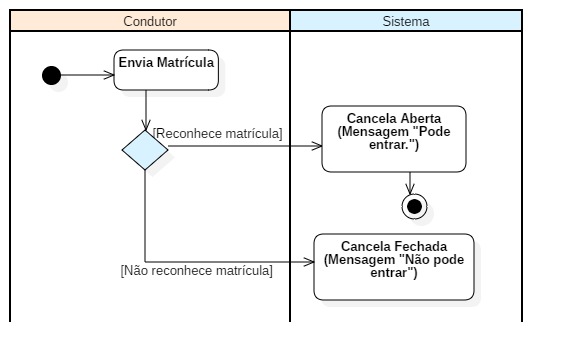 Condutor
Sistema
Envia Matrícula
[Reconhece matrícula]
Cancela Aberta
(Mensagem "Pode
entrar.")
Cancela Fechada
(Mensagem "Não pode
entrar")
[Não reconhece matrícula]